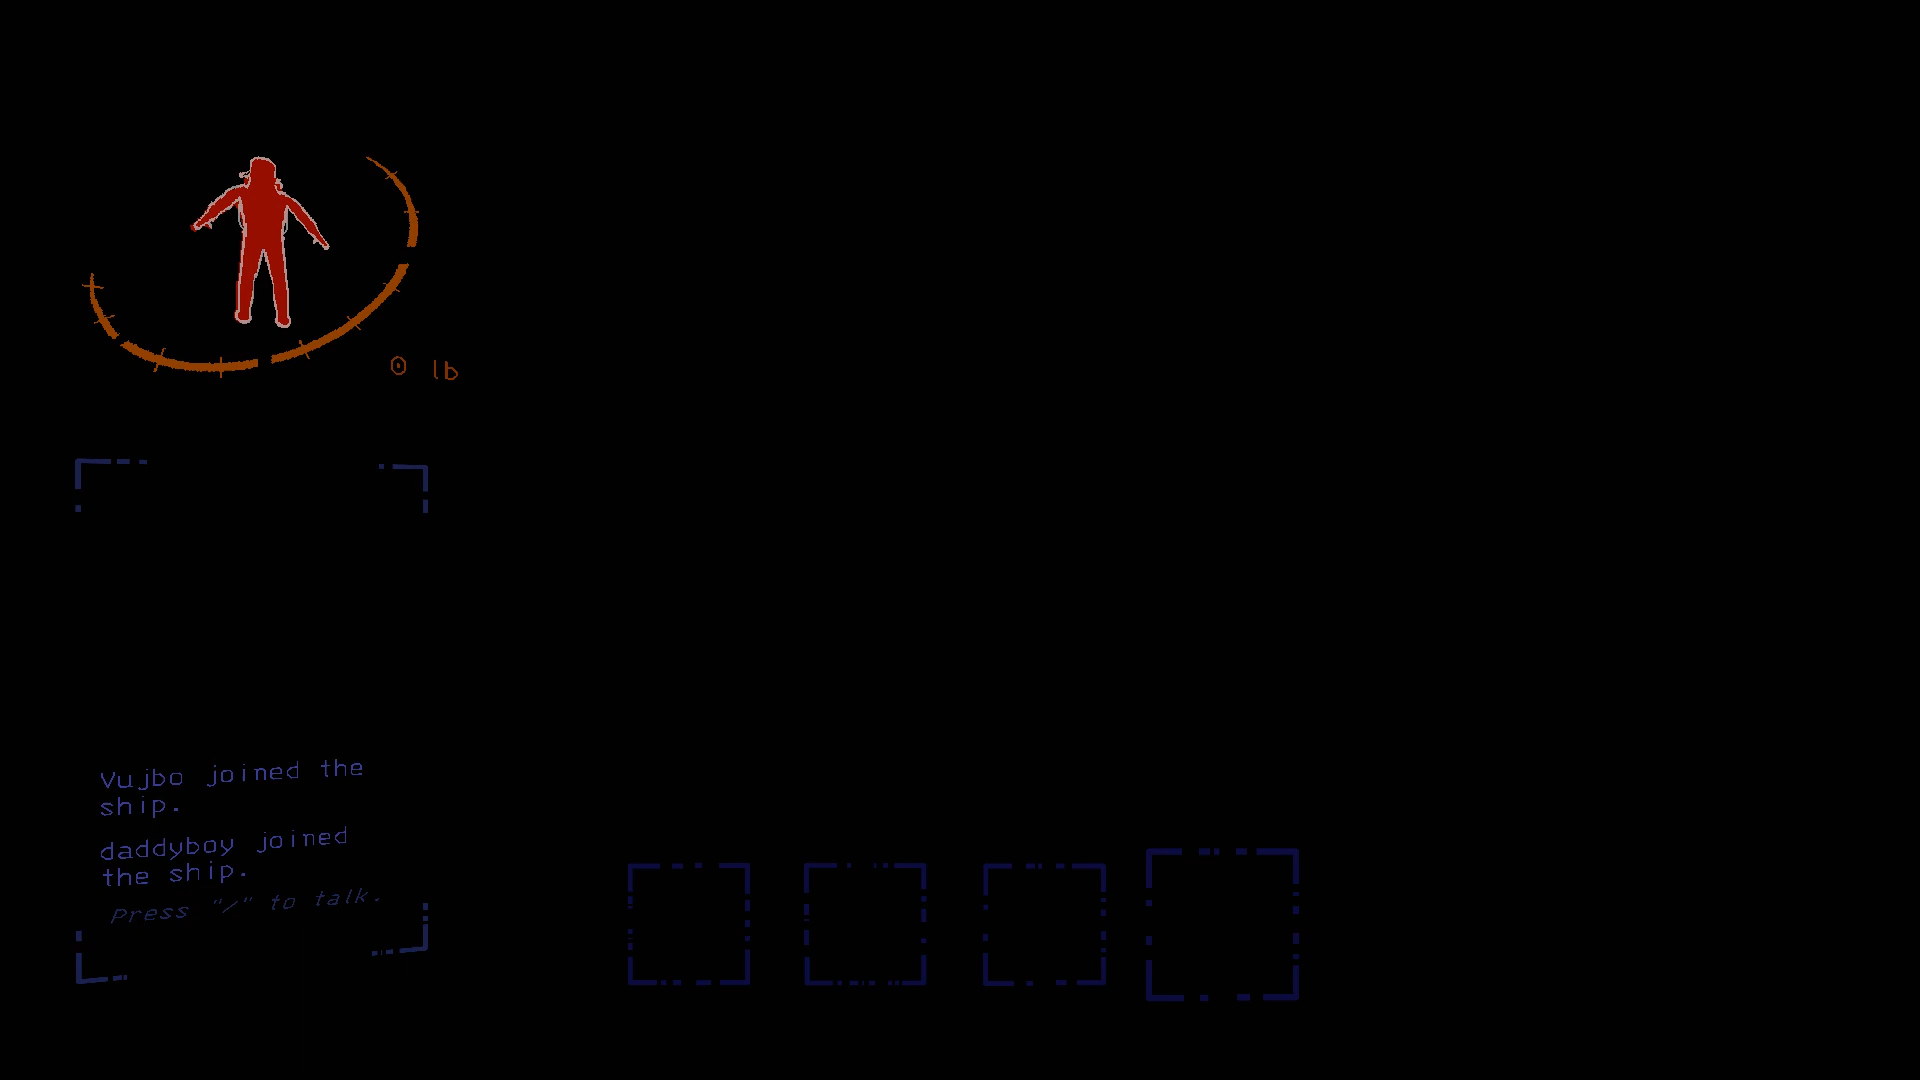 0 lb
Vujbo joined the
ship.
daddyboy joined
the ship.
Press "/" to talk.